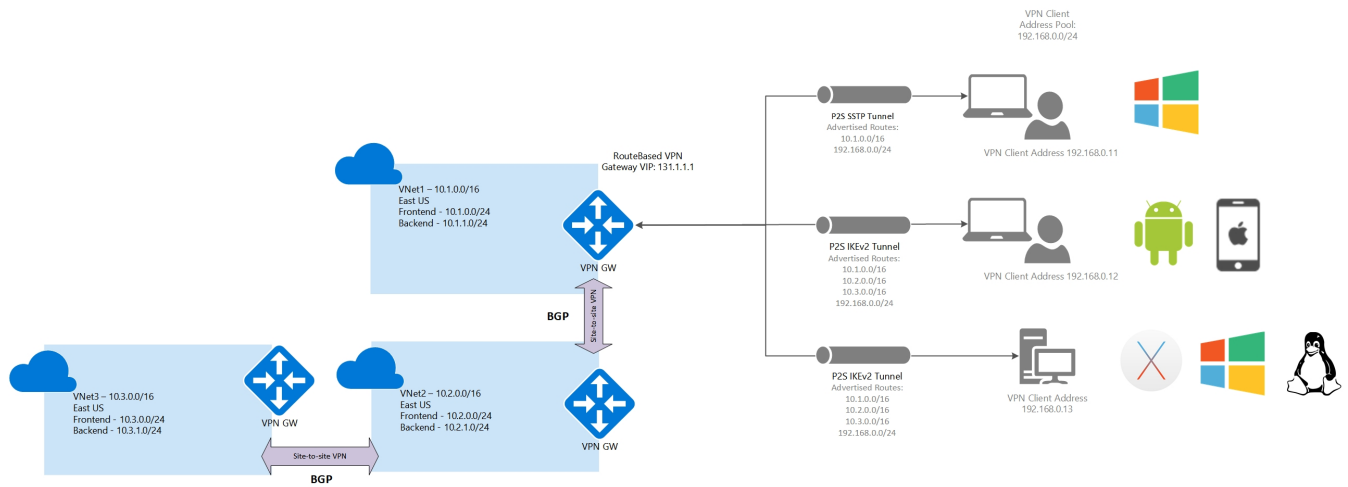 VPN Client
Address Pool:
192.168.0.0/24
P2S SSTP Tunnel
Advertised Routes:
10.1.0.0/16
192.168.0.0/24
VPN Client Address 192.168.0.11
RouteBased VPN
Gateway VIP: 131.1.1.1
VNet1 – 10.1.0.0/16
East US
Frontend - 10.1.0.0/24
Backend - 10.1.1.0/24
VPN GW
P2S IKEv2 Tunnel
Advertised Routes:
10.1.0.0/16
10.2.0.0/16
10.3.0.0/16
192.168.0.0/24
VPN Client Address 192.168.0.12
BGP
Site-to-site VPN
VNet3 – 10.3.0.0/16
East US
Frontend - 10.3.0.0/24
Backend - 10.3.1.0/24
VPN GW
VNet2 – 10.2.0.0/16
East US
Frontend - 10.2.0.0/24
Backend - 10.2.1.0/24
VPN GW
P2S IKEv2 Tunnel
Advertised Routes:
10.1.0.0/16
10.2.0.0/16
10.3.0.0/16
192.168.0.0/24
VPN Client Address
192.168.0.13
Site-to-site VPN
BGP